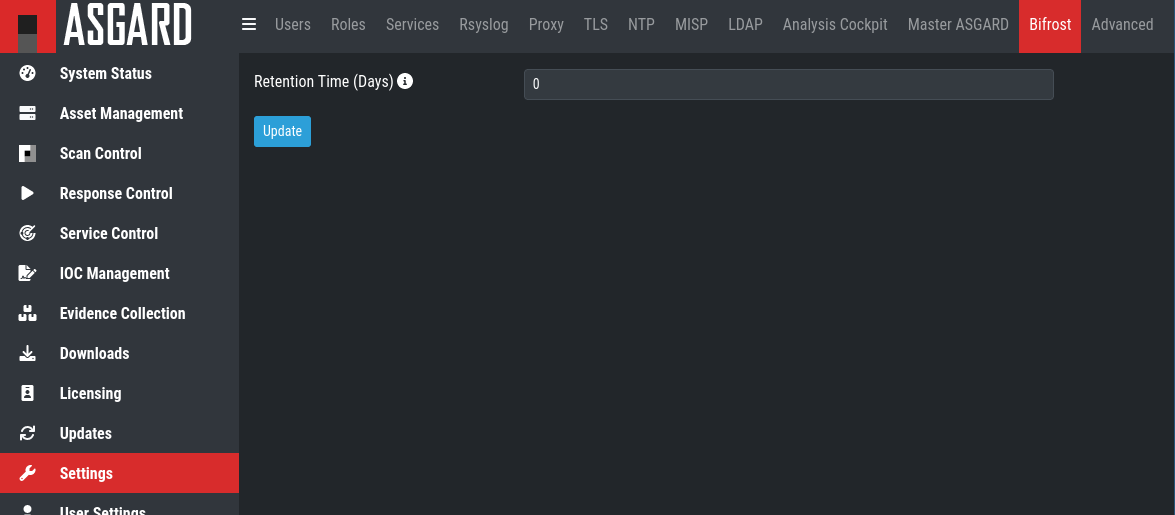 ASGARD
Users Roles Services Rsyslog Proxy TLS NTP MISP LDAP Analysis Cockpit Master ASGARD Bifrost Advanced
System Status
Asset Management
Scan Control
Response Control
Service Control
IOC Management
Evidence Collection
Downloads
Licensing
Updates
Settings
User Settings
Retention Time (Days)
0
Update